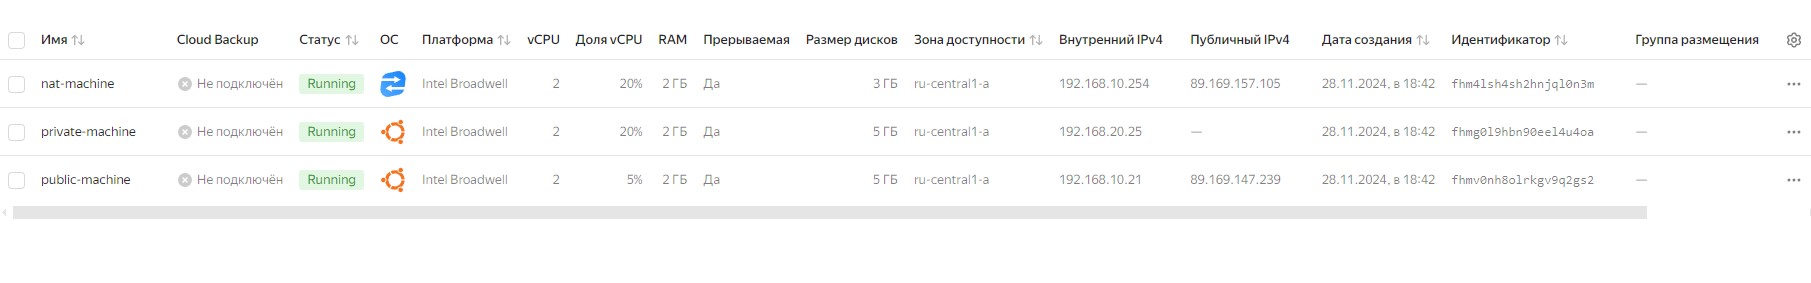 Имя Cloud Backup Статус ОС Платформа vCPU Доля vCPU RAM Прерываемая Размер дисков Зона доступности Внутренний IPv4 Публичный IPv4 Дата создания Идентификатор Группа размещения
nat-machine Не подключён Running Intel Broadwell 2 20% 2 ГБ Да 3 ГБ ru-central1-a 192.168.10.254 89.169.157.105 28.11.2024, в 18:42 fhm4lsh4sh2hnjql0n3m —
private-machine Не подключён Running Intel Broadwell 2 20% 2 ГБ Да 5 ГБ ru-central1-a 192.168.20.25 — 28.11.2024, в 18:42 fhmg0l9hbn90eel4u4oa —
public-machine Не подключён Running Intel Broadwell 2 5% 2 ГБ Да 5 ГБ ru-central1-a 192.168.10.21 89.169.147.239 28.11.2024, в 18:42 fhmv0nh8olrkgv9q2gs2 —